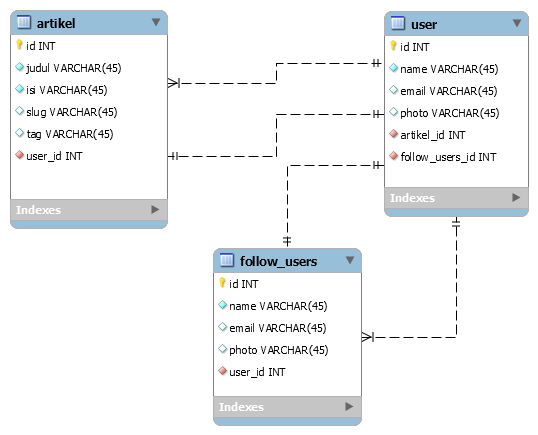 artikel
id INT
judul VARCHAR(45)
isi VARCHAR(45)
slug VARCHAR(45)
tag VARCHAR(45)
user_id INT
Indexes
user
id INT
name VARCHAR(45)
email VARCHAR(45)
photo VARCHAR(45)
artikel_id INT
follow_users_id INT
Indexes
follow_users
id INT
name VARCHAR(45)
email VARCHAR(45)
photo VARCHAR(45)
user_id INT
Indexes